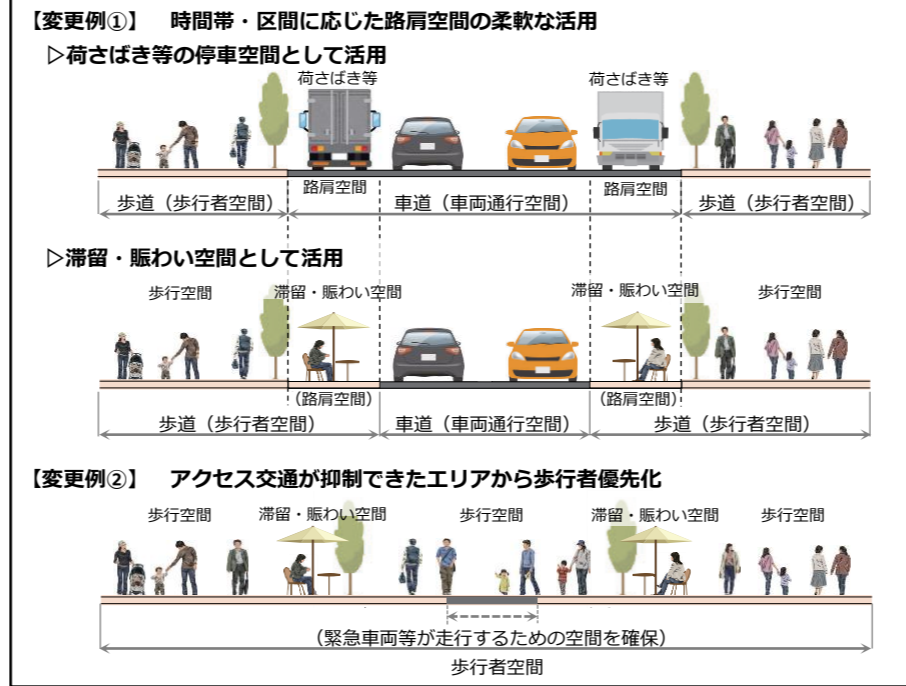 【変更例①】　時間帯・区間に応じた路肩空間の柔軟な活用
▷荷さばき等の停車空間として活用
荷さばき等　荷さばき等
路肩空間　路肩空間
歩道（歩行者空間）　車道（車両通行空間）　歩道（歩行者空間）
▷滞留・賑わい空間として活用
歩行空間　滞留・賑わい空間　滞留・賑わい空間　歩行空間
（路肩空間）　（路肩空間）
歩道（歩行者空間）　車道（車両通行空間）　歩道（歩行者空間）
【変更例②】　アクセス交通が抑制できたエリアから歩行者優先化
歩行空間　滞留・賑わい空間　歩行空間　滞留・賑わい空間　歩行空間
（緊急車両等が走行するための空間を確保）
歩行者空間